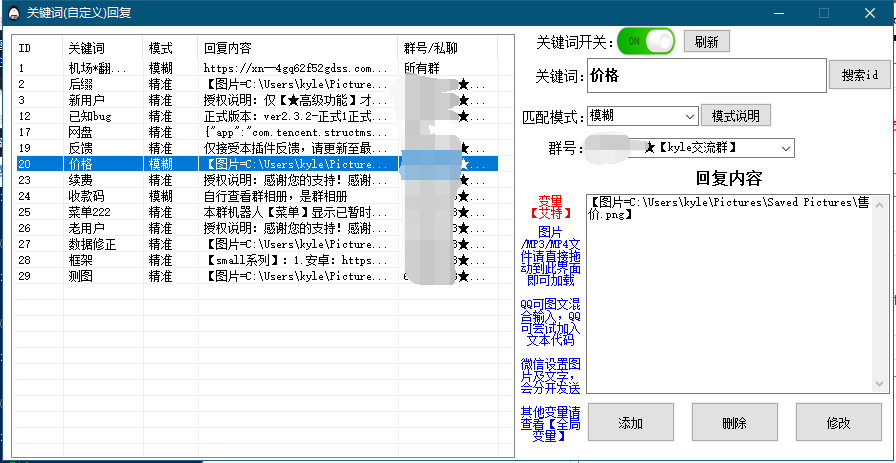 关键词(自定义)回复
ID 关键词 模式 回复内容 群号/私聊
1 机场*翻... 模糊 https://xn--4gq62f52gdss.com... 所有群
2 后缀 精准 【图片=C:\Users\kyle\Picture... ★...
3 新用户 精准 授权说明: 仅【★高级功能】才... ★...
12 已知bug 精准 正式版本: ver2.3.2-正式1正式... ★...
17 网盘 精准 {"app":"com.tencent.structms... ★...
19 反馈 精准 仅接受本插件反馈,请更新至最... ★...
20 价格 模糊 【图片=C:\Users\kyle\Picture... ★...
23 续费 精准 授权说明: 感谢您的支持! 感谢... ★...
24 收款码 模糊 自行查看群相册,是群相册 ★...
25 菜单222 精准 本群机器人【菜单】显示已暂时... 3★...
26 老用户 精准 授权说明: 感谢您的支持! 感谢... 3★...
27 数据修正 精准 【图片=C:\Users\kyle\Picture... ★...
28 框架 精准 【small系列】: 1.安卓: https... 3★...
29 测图 精准 【图片=C:\Users\kyle\Picture... 6 3★...
关键词开关: ON 刷新
关键词: 价格 搜索id
匹配模式: 模糊 模式说明
群号: ★【kyle交流群】
回复内容
变量
【艾特】
图片
/MP3/MP4文
件请直接拖
动到此界面
即可加载
QQ可图文混
合输入,QQ
可尝试加入
文本代码
微信设置图
片及文字,
会分开发送
其他变量请
查看【全局
变量】
【图片=C:\Users\kyle\Pictures\Saved Pictures\售
价.png】
添加 删除 修改